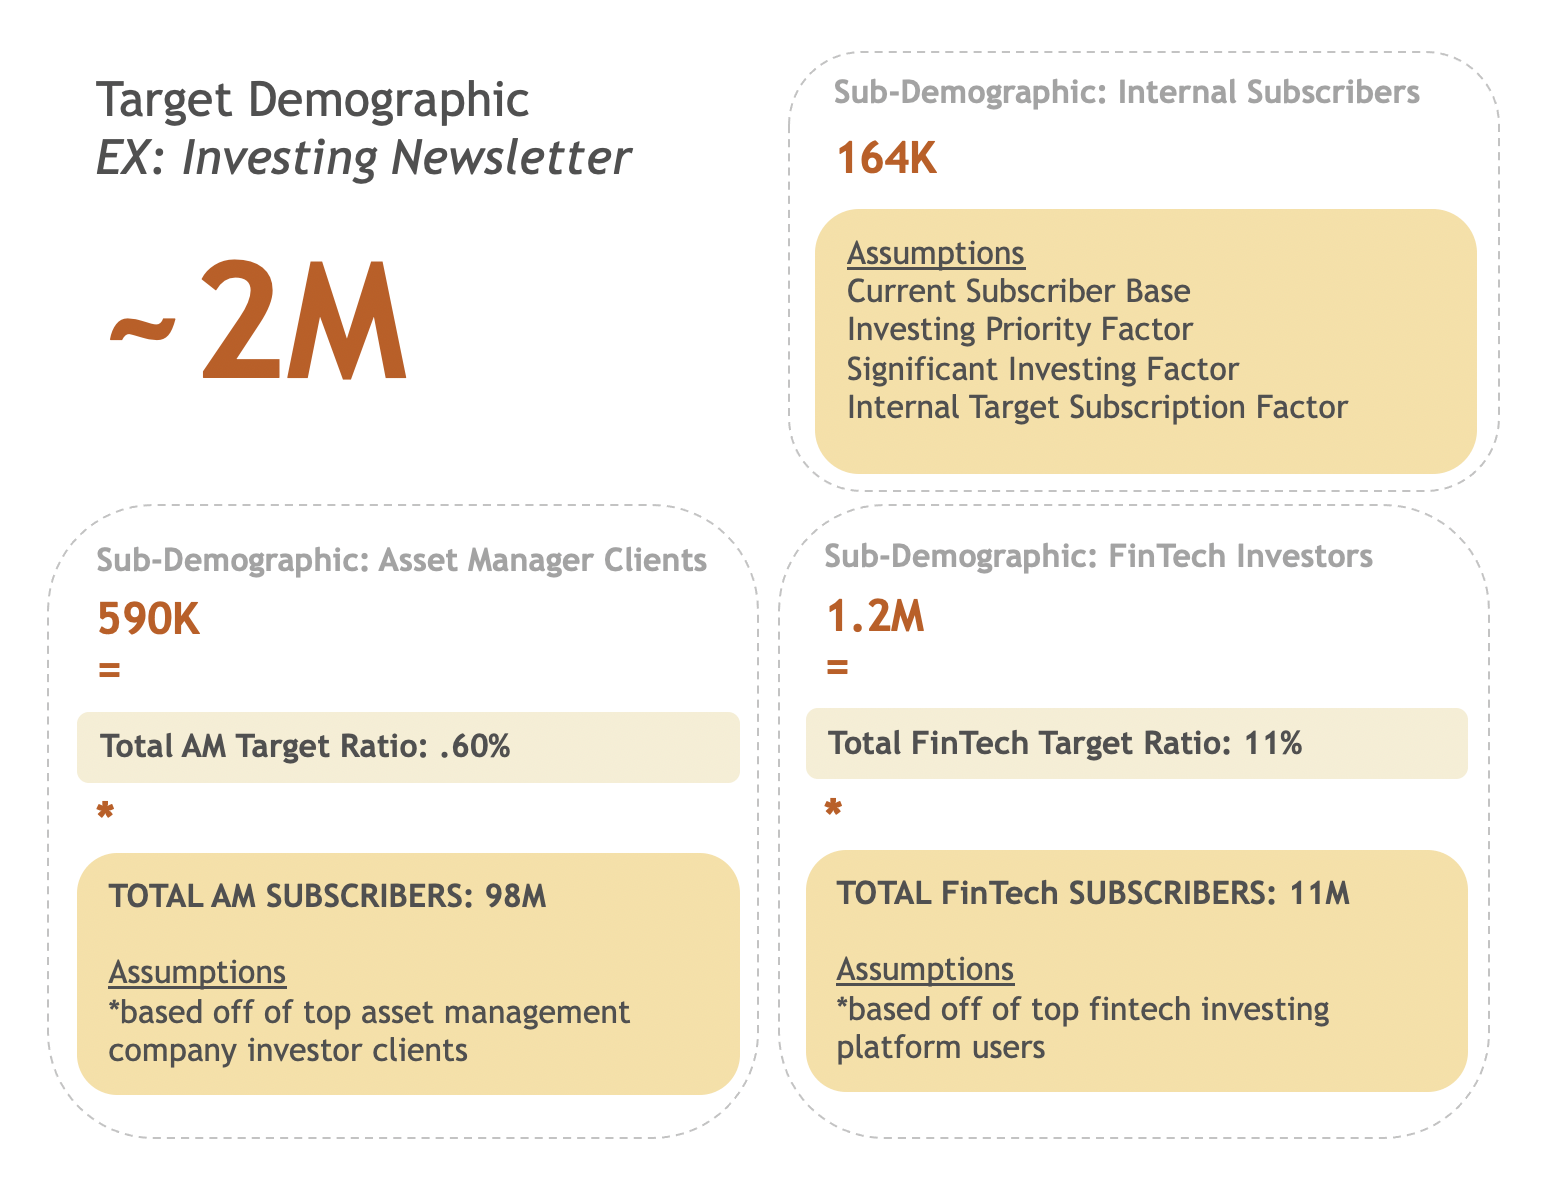 Target Demographic
EX: Investing Newsletter
~2M
Sub-Demographic: Internal Subscribers
164K
Assumptions
Current Subscriber Base
Investing Priority Factor
Significant Investing Factor
Internal Target Subscription Factor
Sub-Demographic: Asset Manager Clients
590K
=
Total AM Target Ratio: .60%
*
TOTAL AM SUBSCRIBERS: 98M
Assumptions
*based off of top asset management
company investor clients
Sub-Demographic: FinTech Investors
1.2M
=
Total FinTech Target Ratio: 11%
*
TOTAL FinTech SUBSCRIBERS: 11M
Assumptions
*based off of top fintech investing
platform users